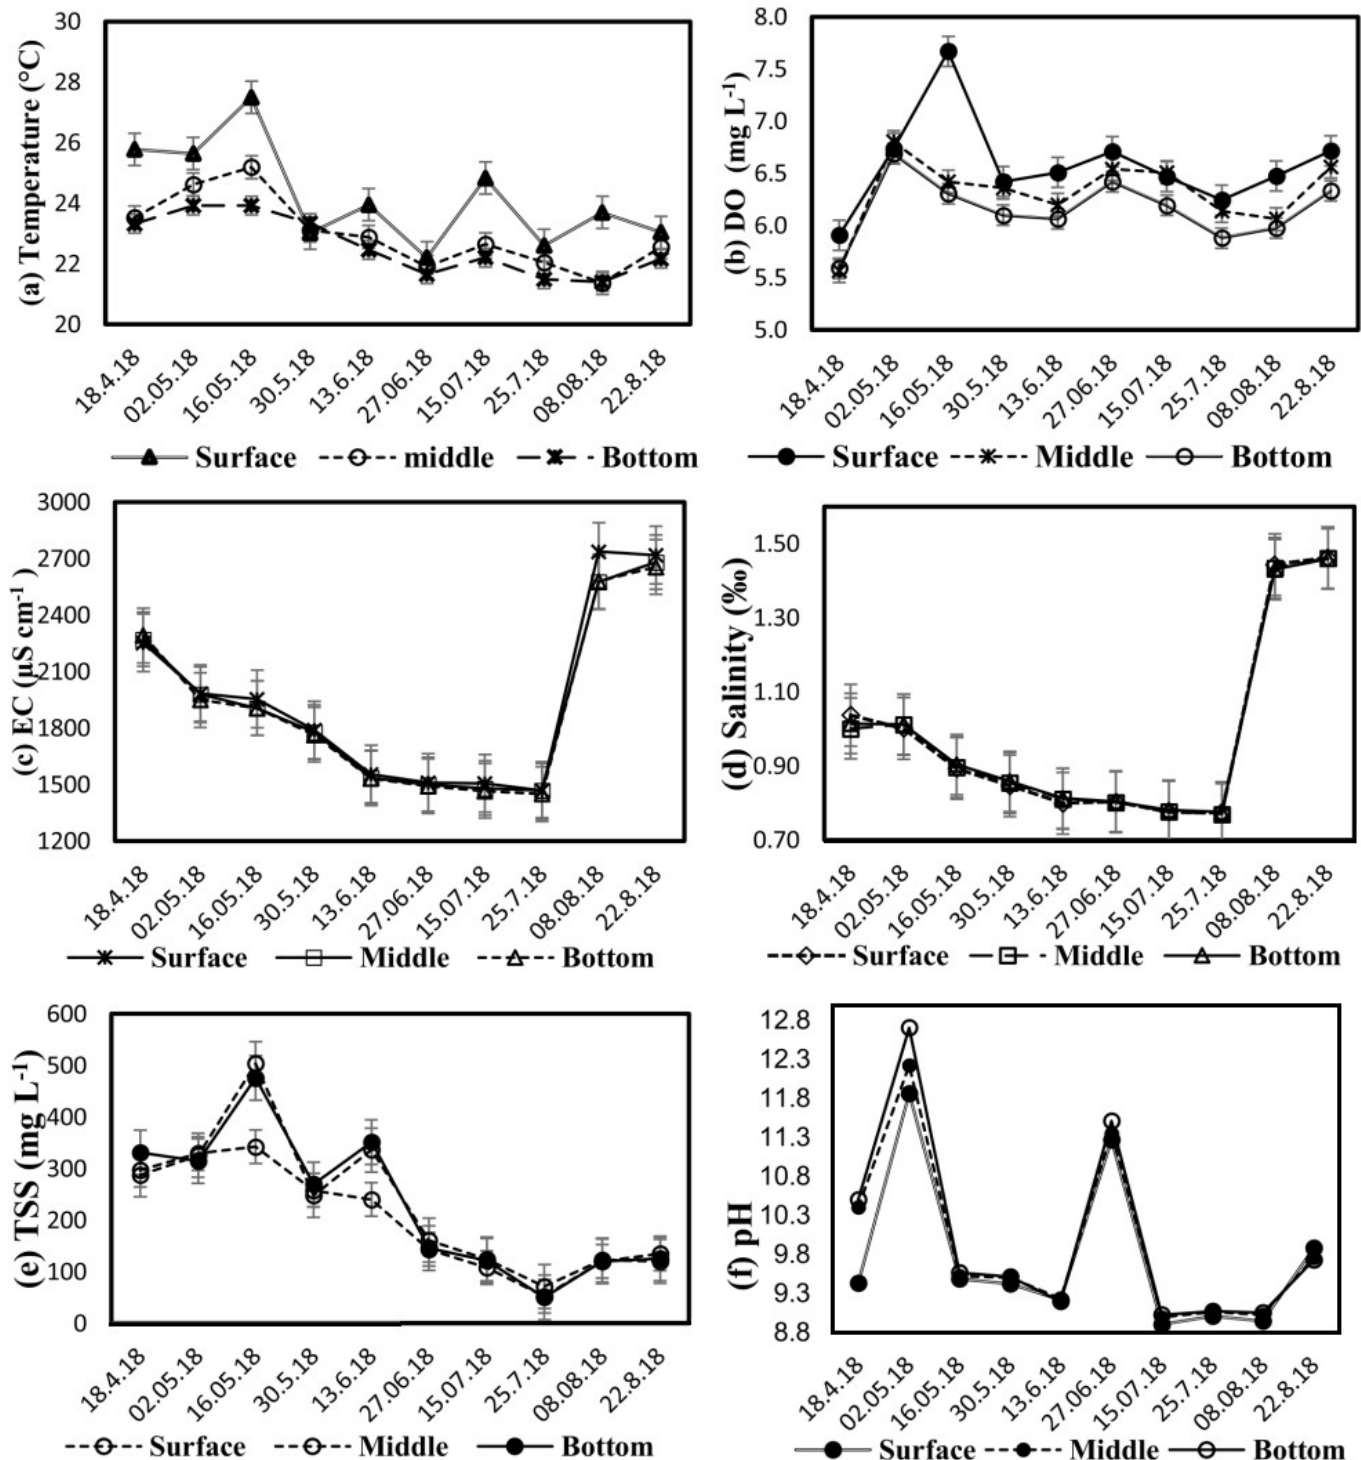 (a) Temperature (°C)
30
28
26
24
22
20
18.4.18 02.05.18 16.05.18 30.5.18 13.6.18 27.06.18 15.07.18 25.7.18 08.08.18 22.8.18
Surface middle Bottom
(b) DO (mg L⁻¹)
8.0
7.5
7.0
6.5
6.0
5.5
5.0
18.4.18 02.05.18 16.05.18 30.5.18 13.6.18 27.06.18 15.07.18 25.7.18 08.08.18 22.8.18
Surface Middle Bottom
(c) EC (µS cm⁻¹)
3000
2700
2400
2100
1800
1500
1200
18.4.18 02.05.18 16.05.18 30.5.18 13.6.18 27.06.18 15.07.18 25.7.18 08.08.18 22.8.18
Surface Middle Bottom
(d) Salinity (‰)
1.50
1.30
1.10
0.90
0.70
18.4.18 02.05.18 16.05.18 30.5.18 13.6.18 27.06.18 15.07.18 25.7.18 08.08.18 22.8.18
Surface Middle Bottom
(e) TSS (mg L⁻¹)
600
500
400
300
200
100
0
18.4.18 02.05.18 16.05.18 30.5.18 13.6.18 27.06.18 15.07.18 25.7.18 08.08.18 22.8.18
Surface Middle Bottom
(f) pH
12.8
12.3
11.8
11.3
10.8
10.3
9.8
9.3
8.8
18.4.18 02.05.18 16.05.18 30.5.18 13.6.18 27.06.18 15.07.18 25.7.18 08.08.18 22.8.18
Surface Middle Bottom